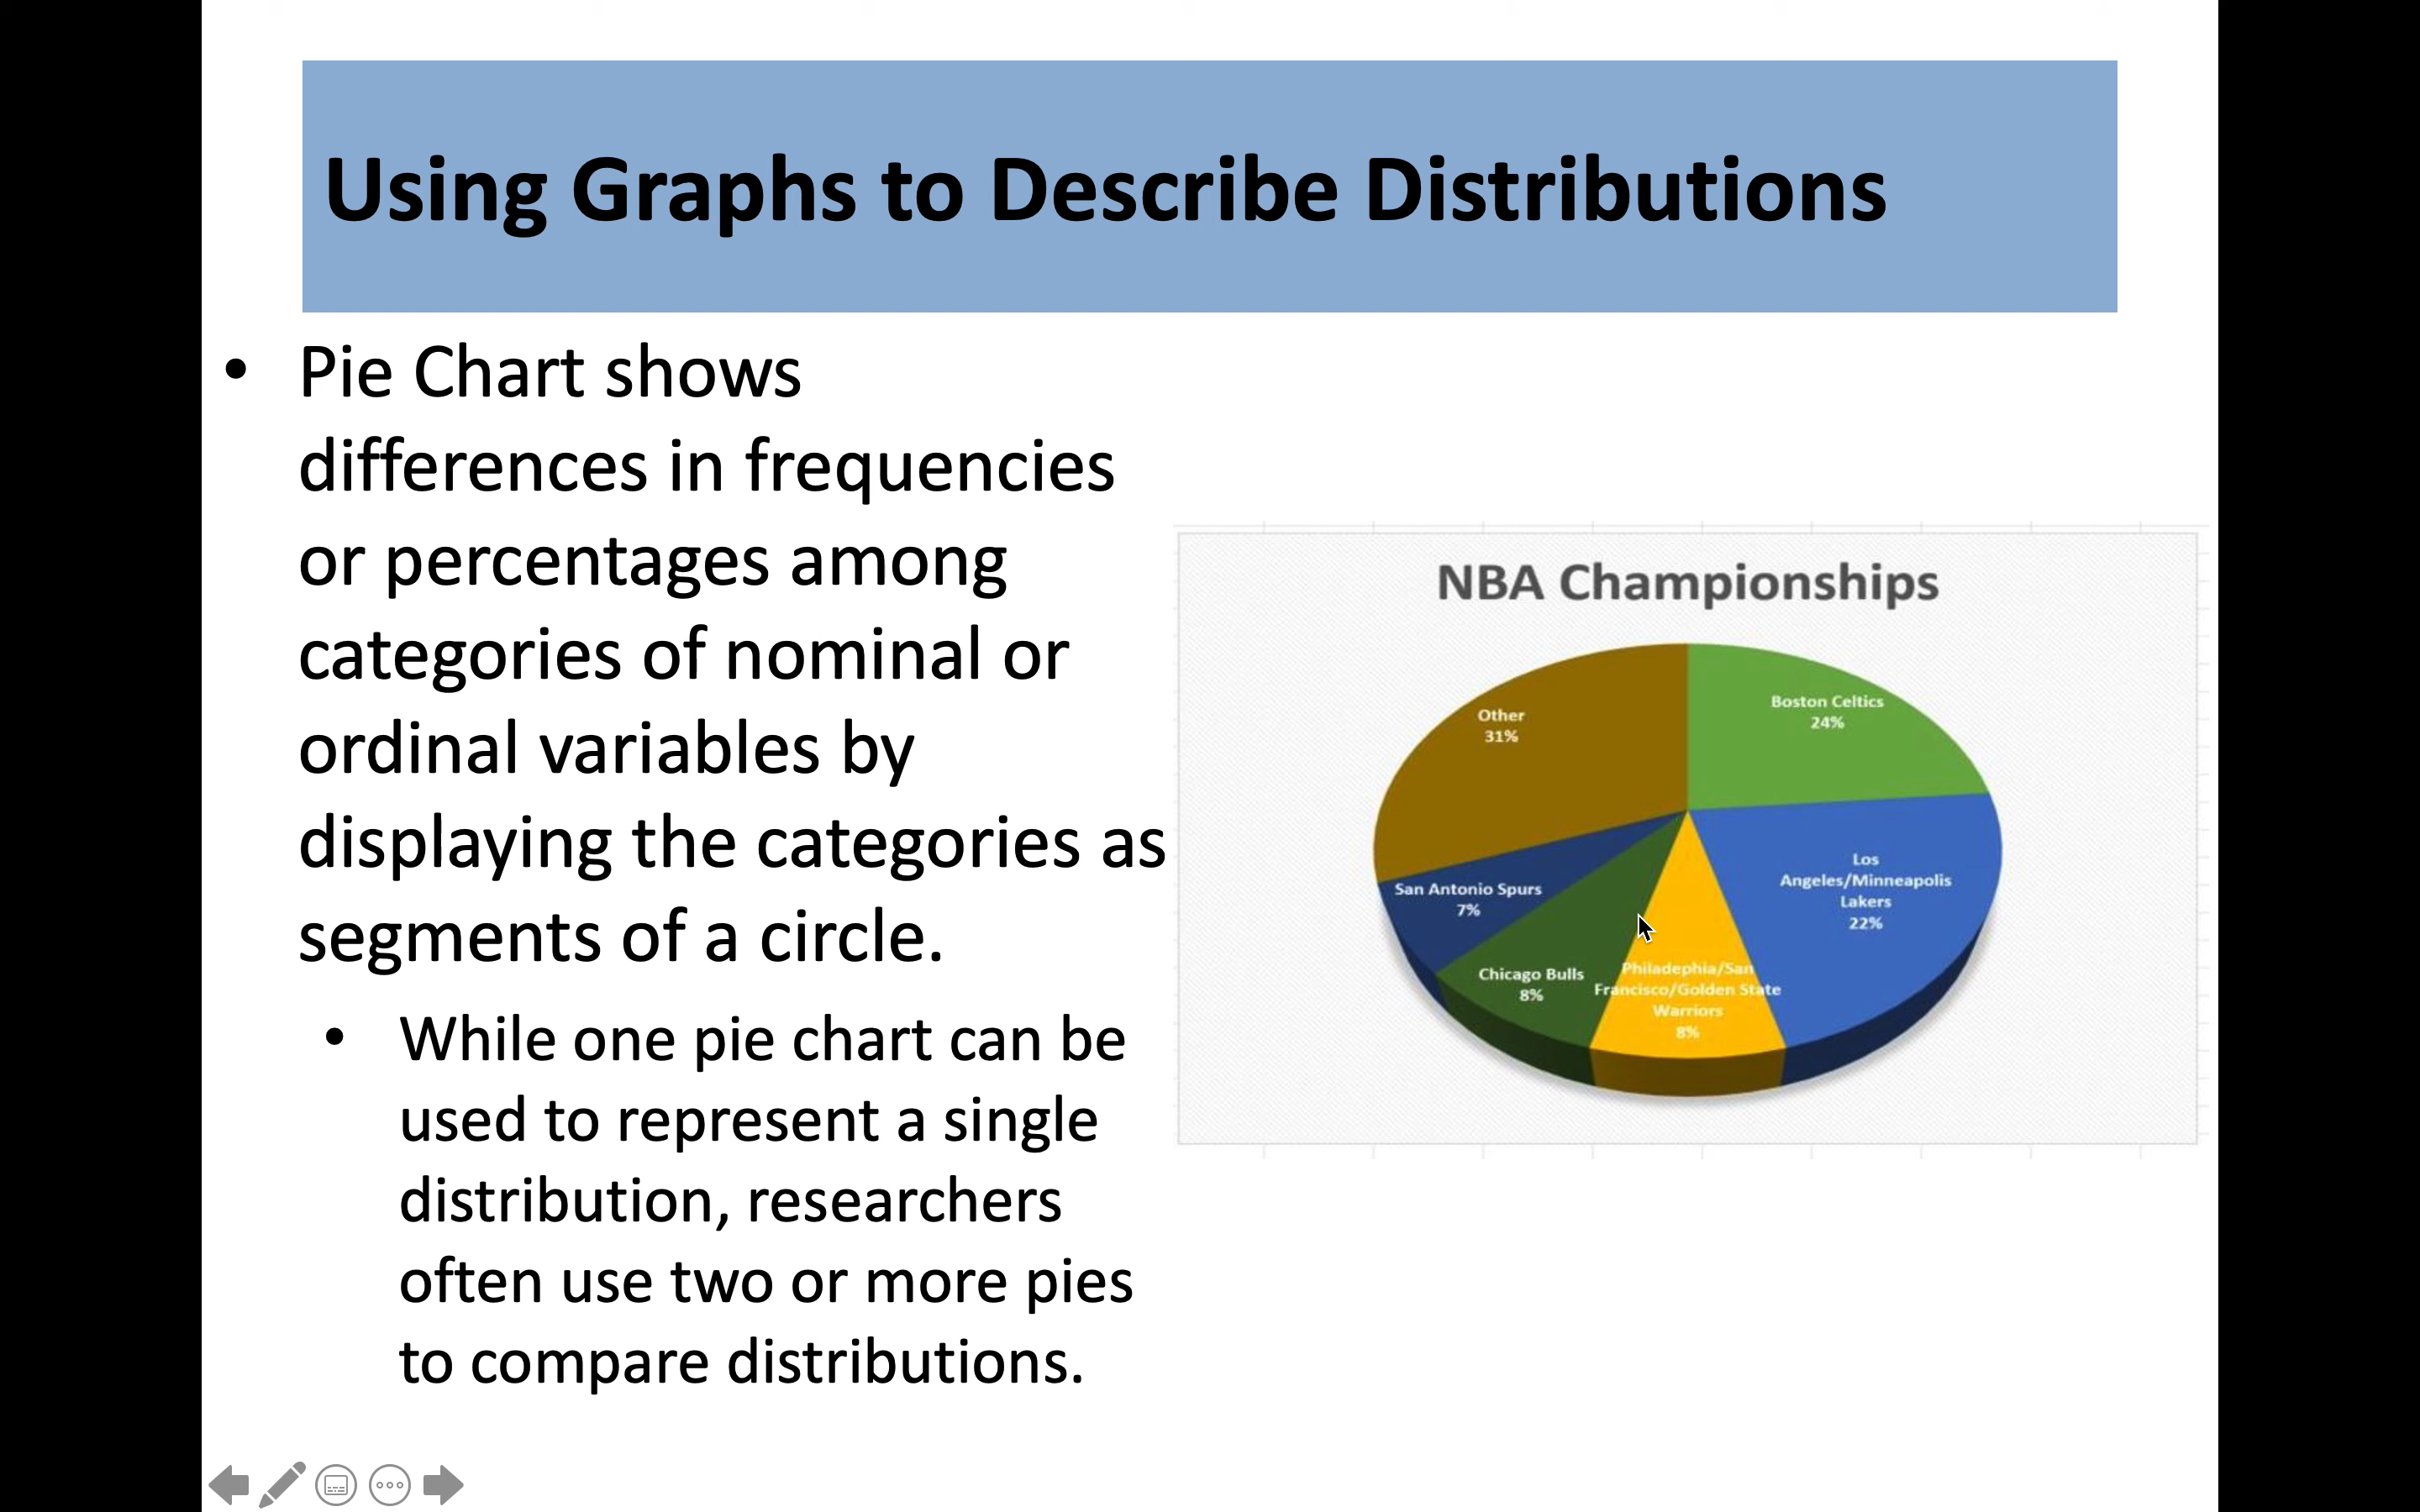 Using Graphs to Describe Distributions
• Pie Chart shows
differences in frequencies
or percentages among
categories of nominal or
ordinal variables by
displaying the categories as
segments of a circle.
• While one pie chart can be
used to represent a single
distribution, researchers
often use two or more pies
to compare distributions.
NBA Championships
Other
31%
Boston Celtics
24%
Los
Angeles/Minneapolis
Lakers
22%
San Antonio Spurs
7%
Chicago Bulls
8%
Philadephia/San
Francisco/Golden State
Warriors
8%